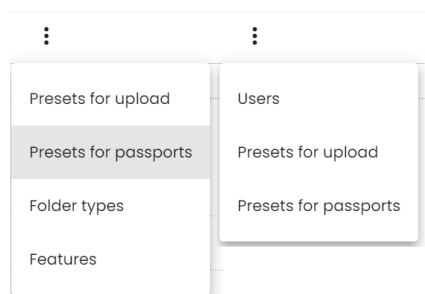 Presets for upload
Presets for passports
Folder types
Features
Users
Presets for upload
Presets for passports